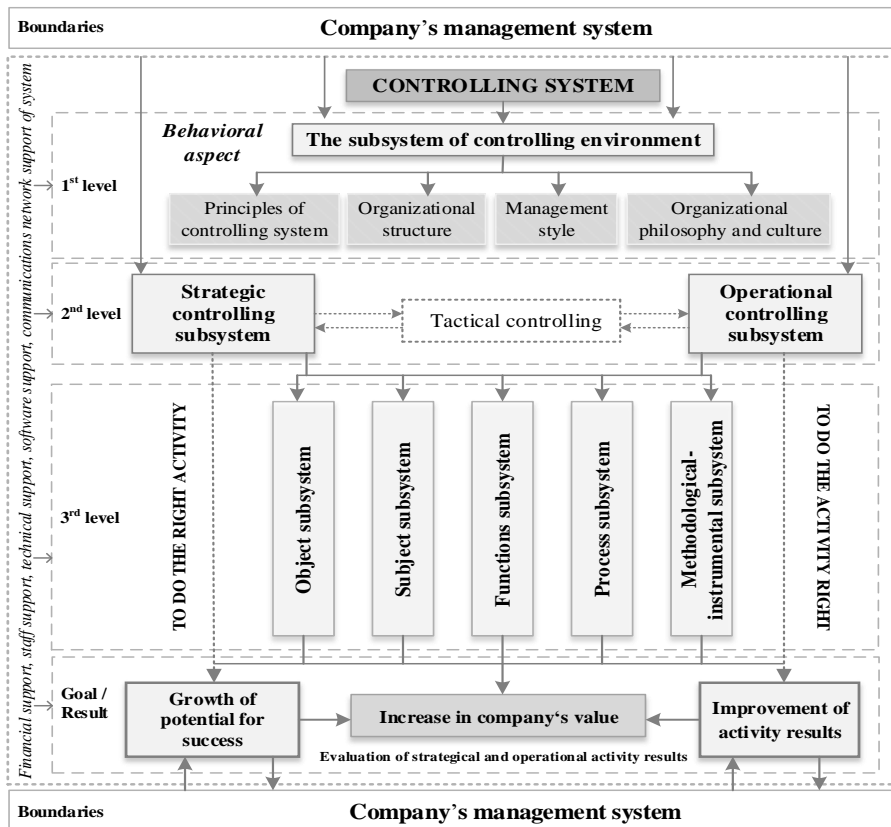 Boundaries
Company's management system
CONTROLLING SYSTEM
Behavioral
aspect
The subsystem of controlling environment
1st level
Principles of
controlling system
Organizational
structure
Management
style
Organizational
philosophy and culture
2nd level
Strategic
controlling
subsystem
Tactical controlling
Operational
controlling
subsystem
3rd level
TO DO THE RIGHT ACTIVITY
Object subsystem
Subject subsystem
Functions subsystem
Process subsystem
Methodological-
instrumental subsystem
TO DO THE ACTIVITY RIGHT
Financial support, staff support, technical support, software support, communications network support of system
Goal /
Result
Growth of
potential for
success
Increase in company‘s value
Improvement of
activity results
Evaluation of strategical and operational activity results
Boundaries
Company's management system